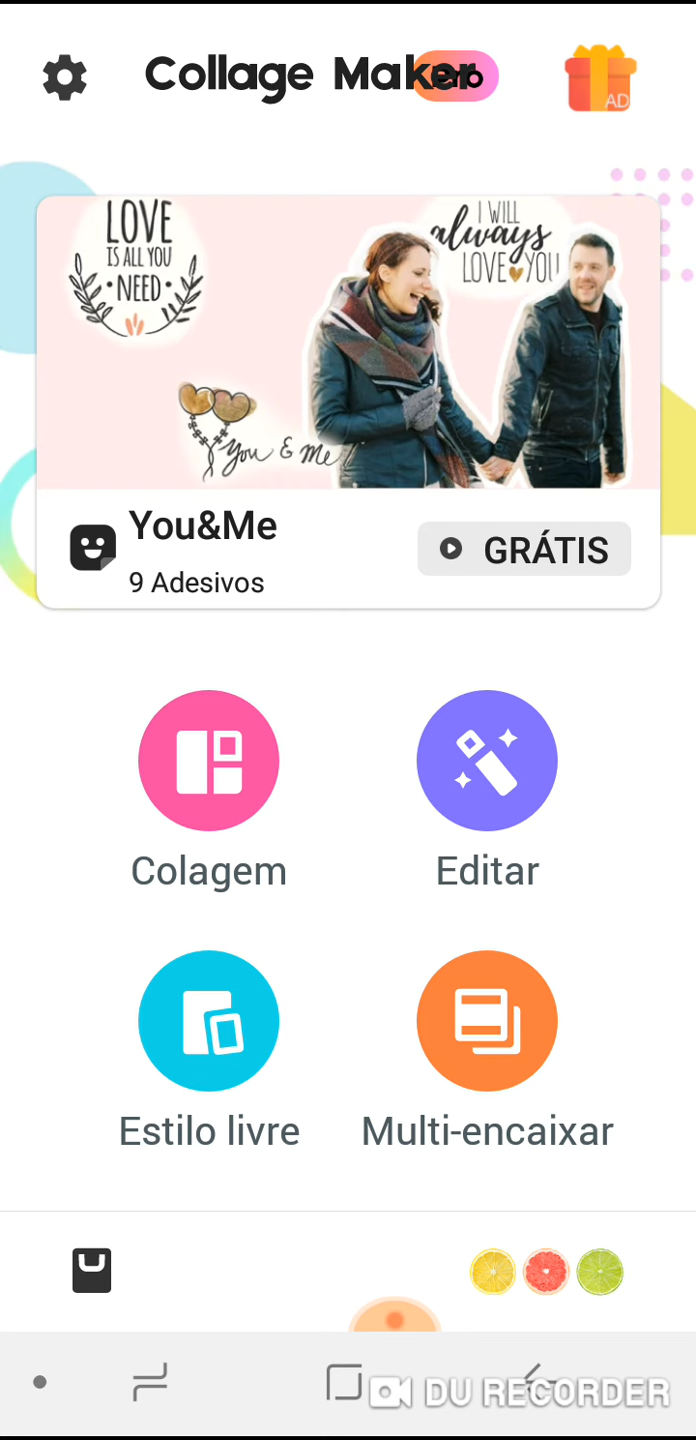 Collage Maker
Pro
AD
LOVE
IS ALL YOU
NEED
I WILL
always
LOVE YOU
You & Me
You&Me
GRÁTIS
9 Adesivos
Colagem
Editar
Estilo livre
Multi-encaixar
DU RECORDER